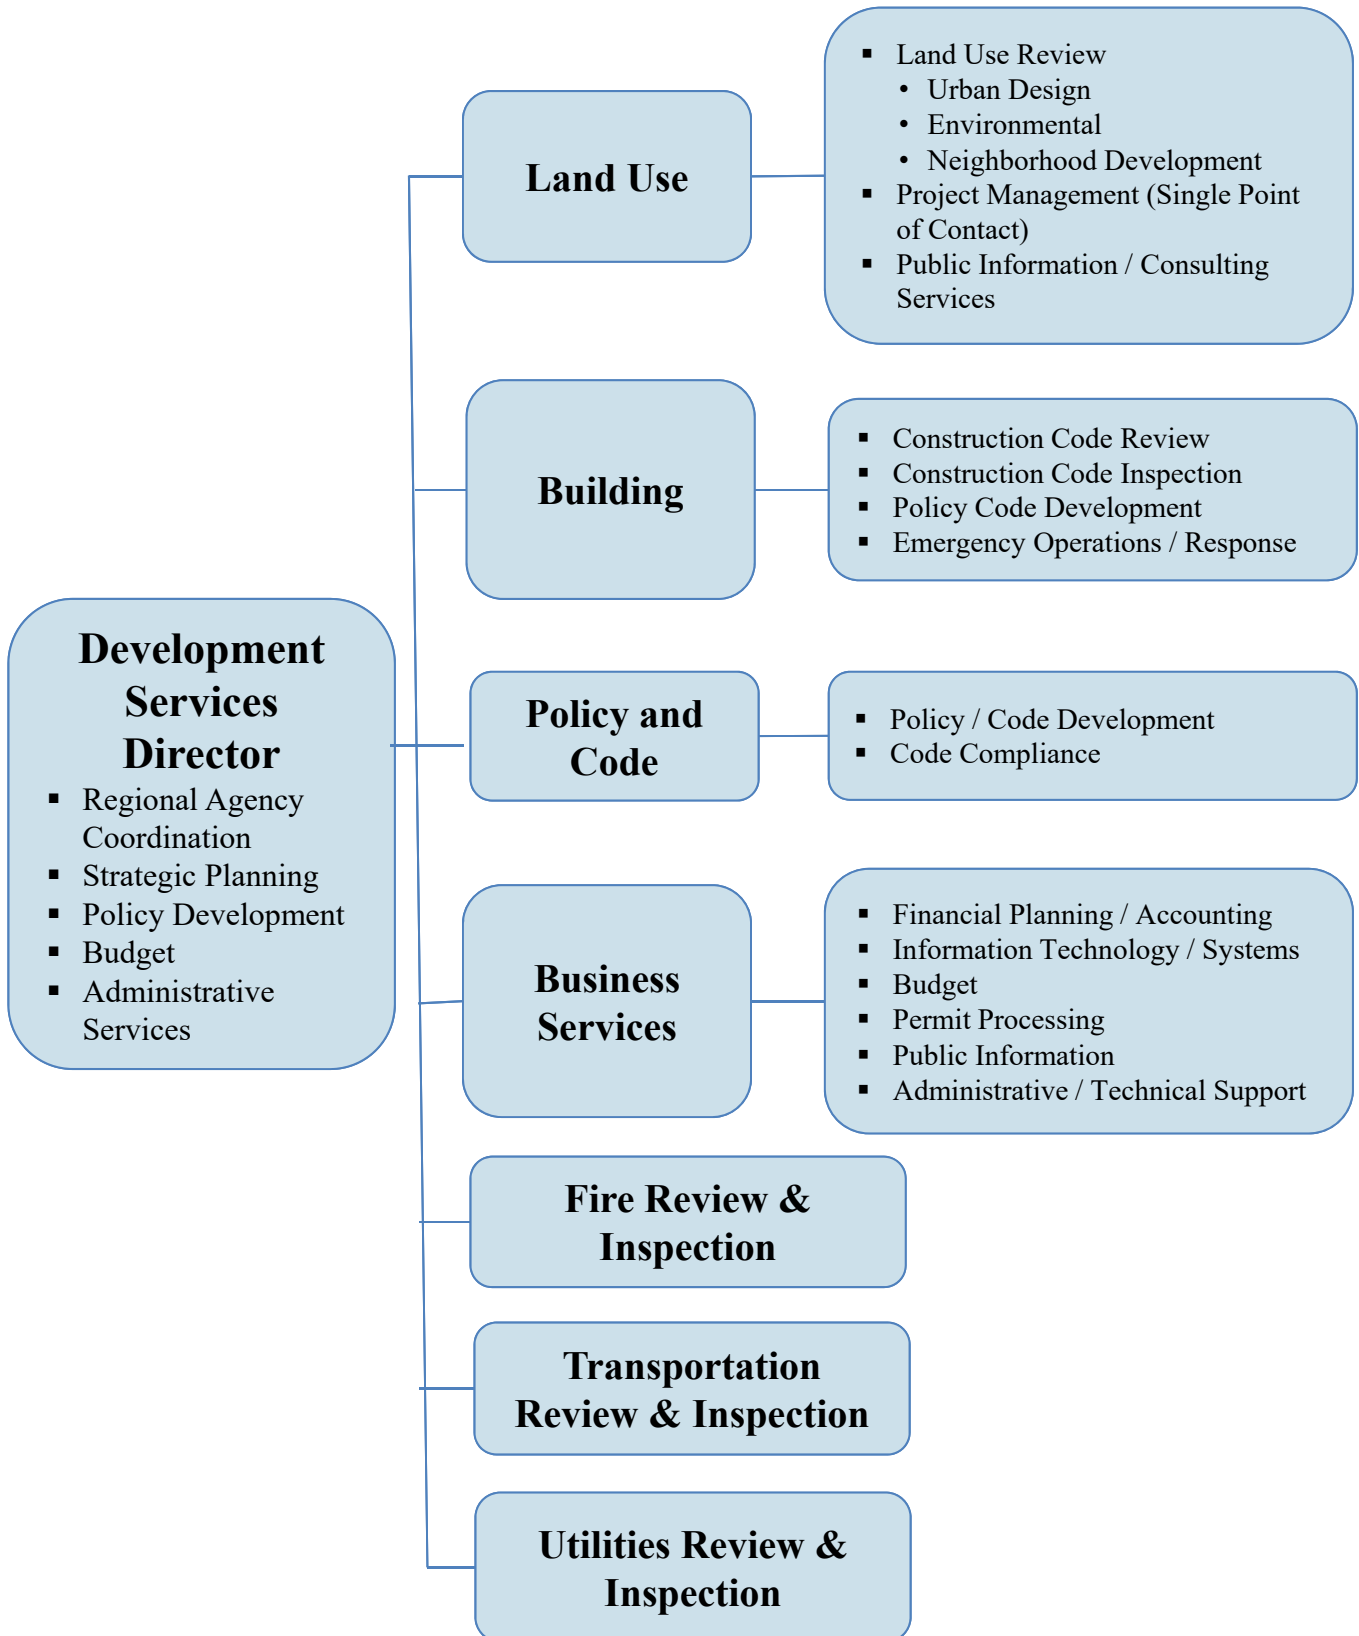 Development
Services
Director
▪ Regional Agency
Coordination
▪ Strategic Planning
▪ Policy Development
▪ Budget
▪ Administrative
Services
Land Use
▪ Land Use Review
• Urban Design
• Environmental
• Neighborhood Development
▪ Project Management (Single Point
of Contact)
▪ Public Information / Consulting
Services
Building
▪ Construction Code Review
▪ Construction Code Inspection
▪ Policy Code Development
▪ Emergency Operations / Response
Policy and
Code
▪ Policy / Code Development
▪ Code Compliance
Business
Services
▪ Financial Planning / Accounting
▪ Information Technology / Systems
▪ Budget
▪ Permit Processing
▪ Public Information
▪ Administrative / Technical Support
Fire Review &
Inspection
Transportation
Review & Inspection
Utilities Review &
Inspection